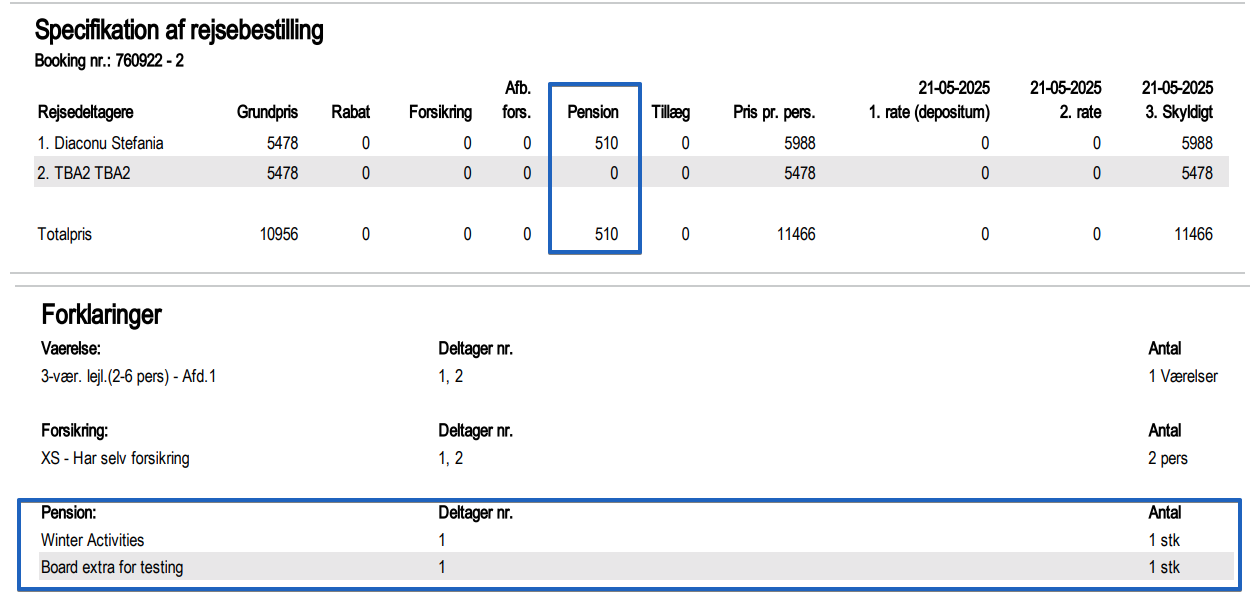 Specifikation af rejsebestilling
Booking nr.: 760922 - 2
Afb. 21-05-2025 21-05-2025 21-05-2025
Rejsedeltagere Grundpris Rabat Forsikring fors. Pension Tillæg Pris pr. pers. 1. rate (depositum) 2. rate 3. Skyldigt
1. Diaconu Stefania 5478 0 0 0 510 0 5988 0 0 5988
2. TBA2 TBA2 5478 0 0 0 0 0 5478 0 0 5478
Totalpris 10956 0 0 0 510 0 11466 0 0 11466
Forklaringer
Vaerelse: Deltager nr. Antal
3-vær. lejl.(2-6 pers) - Afd.1 1, 2 1 Værelser
Forsikring: Deltager nr. Antal
XS - Har selv forsikring 1, 2 2 pers
Pension: Deltager nr. Antal
Winter Activities 1 1 stk
Board extra for testing 1 1 stk